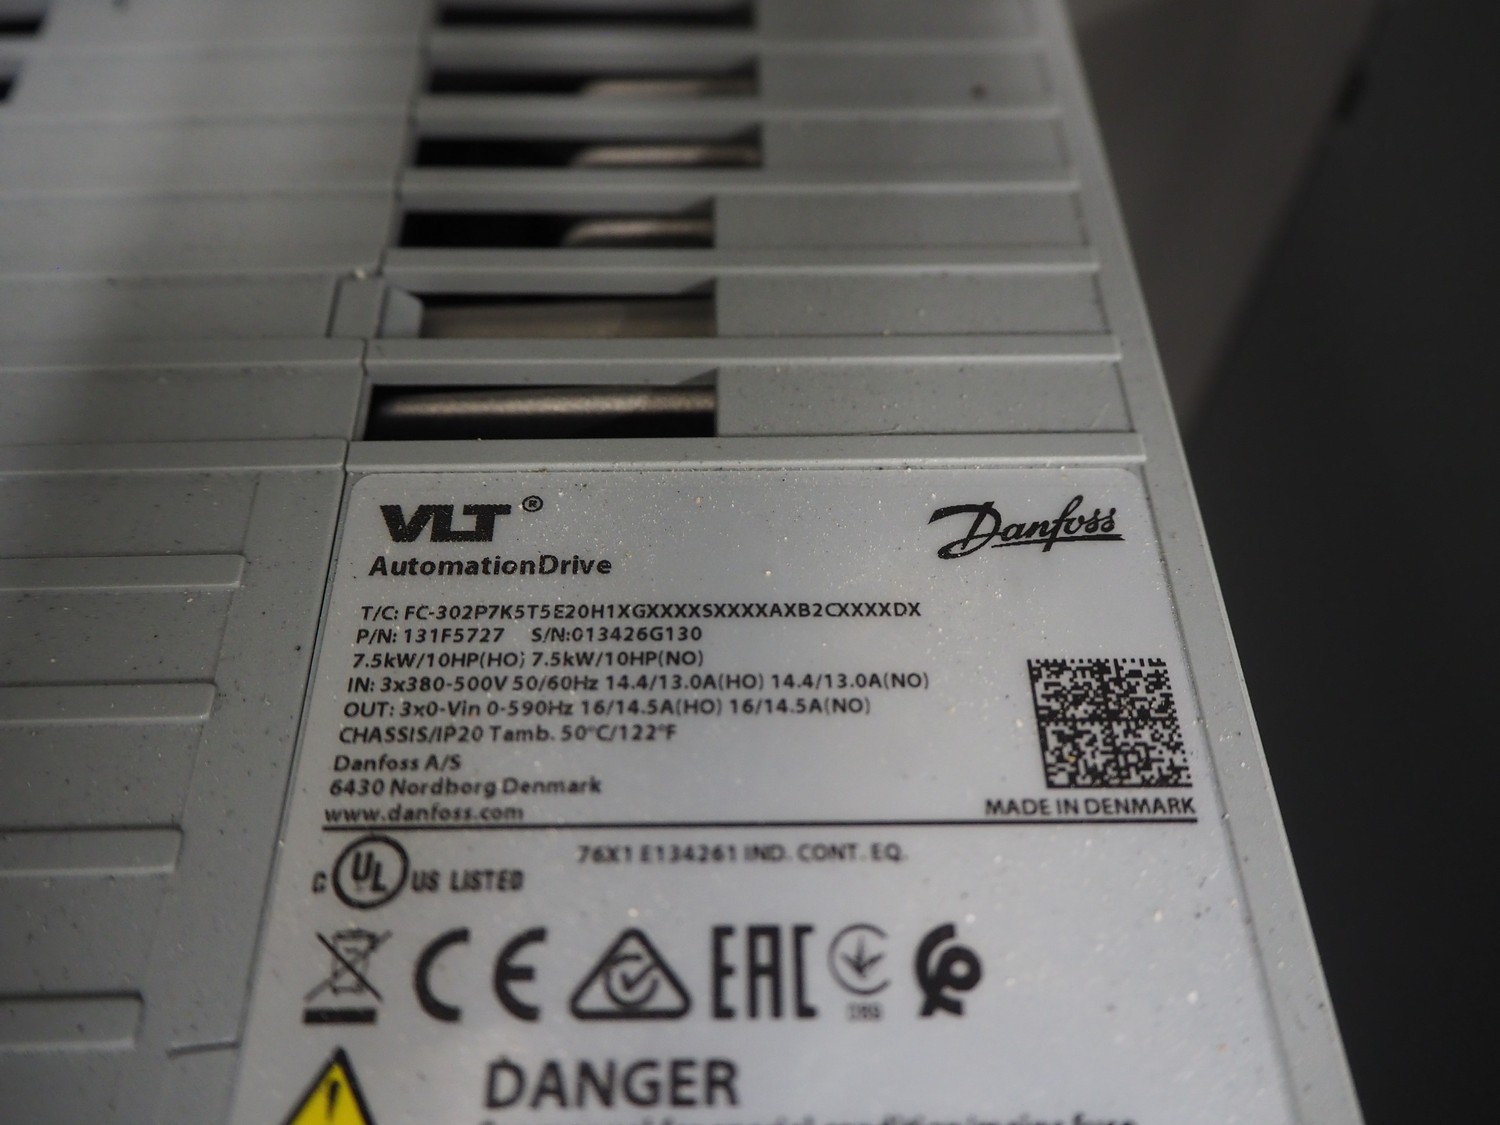 VLT®
AutomationDrive
Danfoss
T/C: FC-302P7K5T5E20H1XGXXXXSXXXXAXB2CXXXXDX
P/N: 131F5727 S/N:013426G130
7.5kW/10HP(HO) 7.5kW/10HP(NO)
IN: 3x380-500V 50/60Hz 14.4/13.0A(HO) 14.4/13.0A(NO)
OUT: 3x0-Vin 0-590Hz 16/14.5A(HO) 16/14.5A(NO)
CHASSIS/IP20 Tamb. 50°C/122°F
Danfoss A/S
6430 Nordborg Denmark
www.danfoss.com
MADE IN DENMARK
76X1 E134261 IND. CONT. EQ.
C UL US LISTED
CE EAC
DANGER